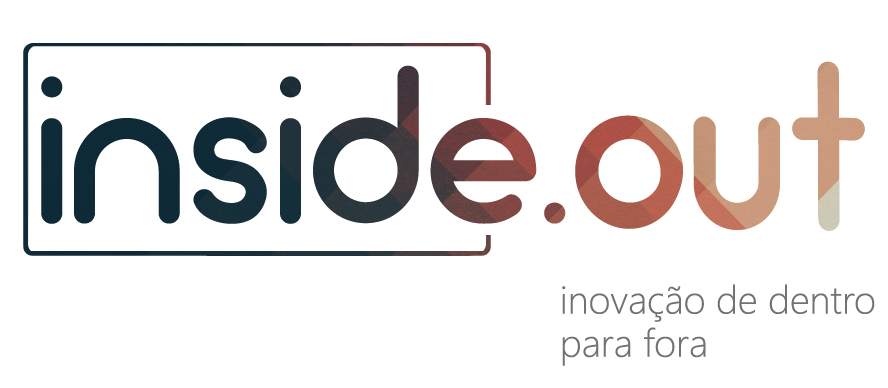 inside.out
inovação de dentro
para fora